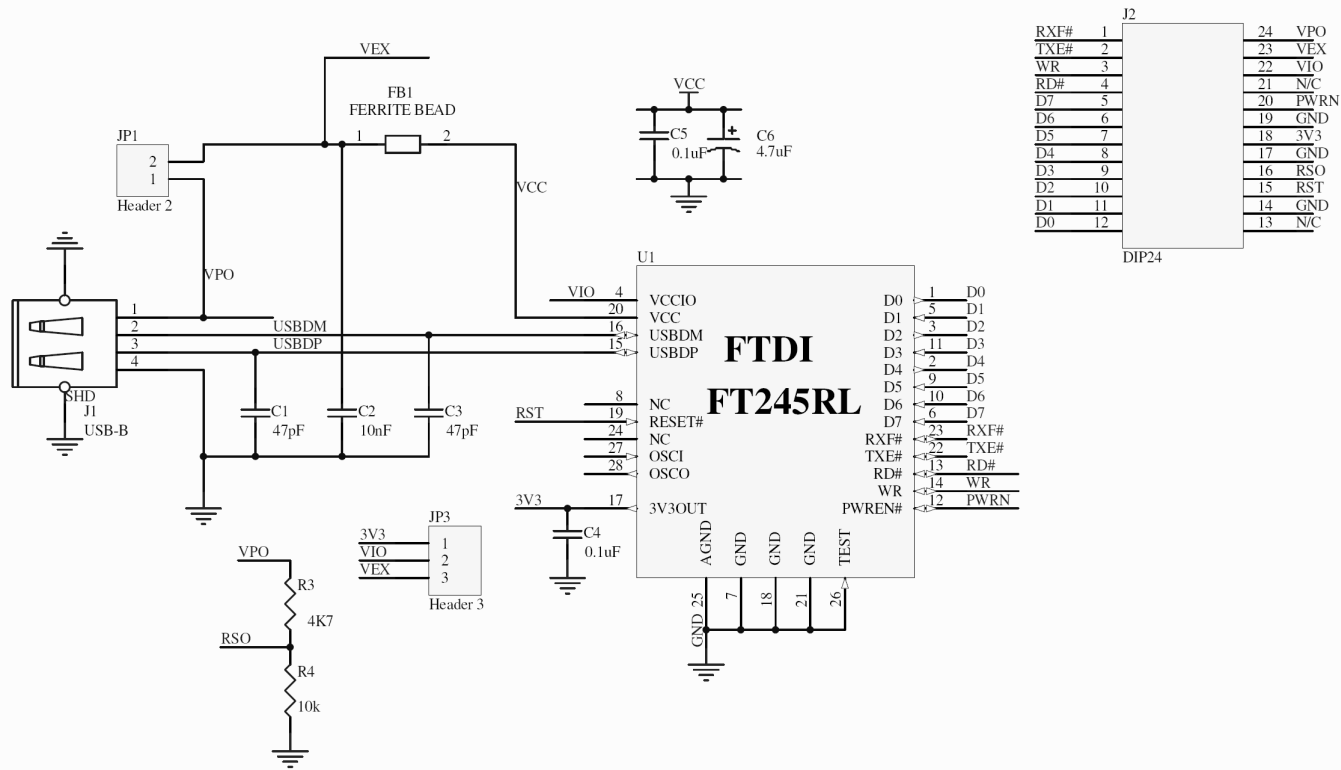 VEX
FB1
FERRITE BEAD
1 2
JP1
2
1
Header 2
VCC
VPO
VCC
C5
0.1uF
C6
4.7uF
J2
RXF# 1 24 VPO
TXE# 2 23 VEX
WR 3 22 VIO
RD# 4 21 N/C
D7 5 20 PWRN
D6 6 19 GND
D5 7 18 3V3
D4 8 17 GND
D3 9 16 RSO
D2 10 15 RST
D1 11 14 GND
D0 12 13 N/C
DIP24
1
2 USBDM
3 USBDP
4
SHD
J1
USB-B
C1
47pF
C2
10nF
C3
47pF
U1
VIO 4 VCCIO
20 VCC
16 USBDM
15 USBDP
8 NC
RST 19 RESET#
24 NC
27 OSCI
28 OSCO
3V3 17 3V3OUT
FTDI
FT245RL
D0 1 D0
D1 5 D1
D2 3 D2
D3 11 D3
D4 2 D4
D5 9 D5
D6 10 D6
D7 6 D7
RXF# 23 RXF#
TXE# 22 TXE#
RD# 13 RD#
WR 14 WR
PWREN# 12 PWRN
AGND GND GND GND TEST
GND 25 7 18 21 26
C4
0.1uF
JP3
3V3 1
VIO 2
VEX 3
Header 3
VPO
R3
4K7
RSO
R4
10k